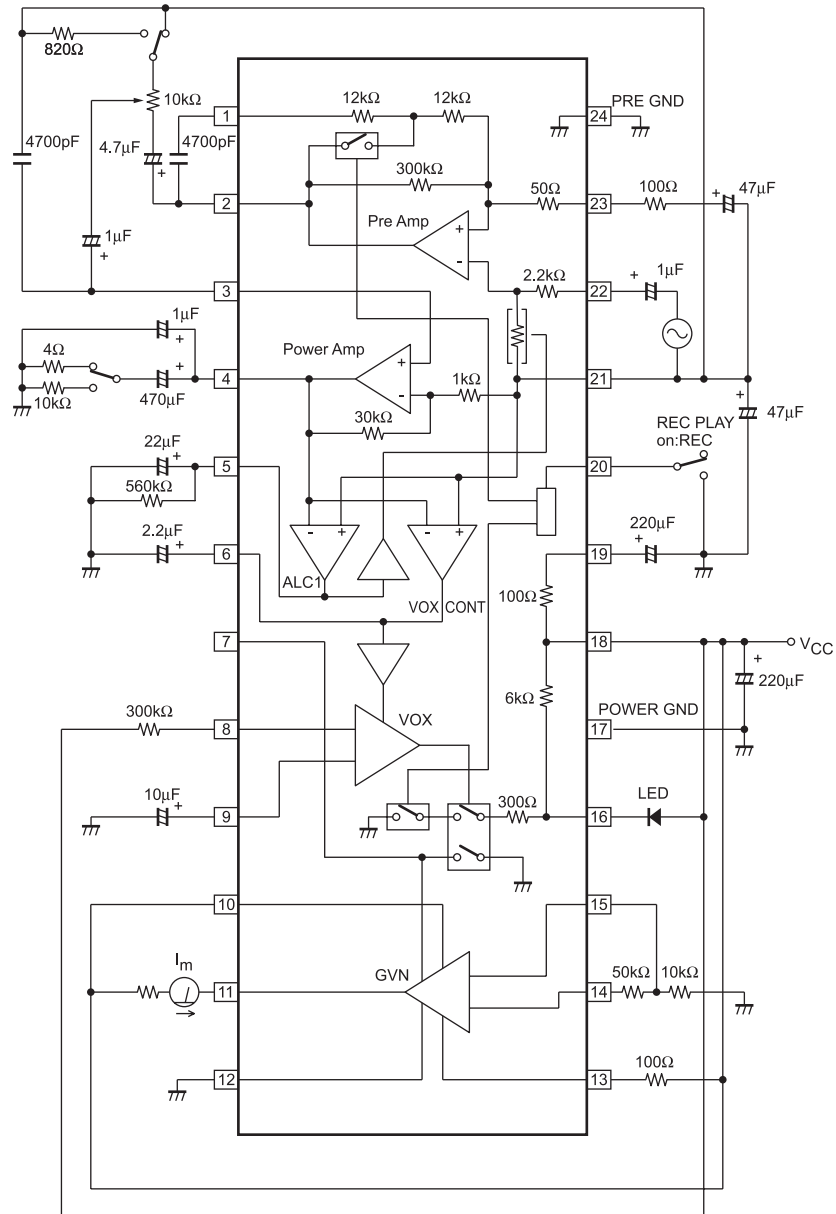 820Ω
10kΩ
4700pF
4.7µF
+
4700pF
1µF
+
1µF
+
4Ω
10kΩ
+
470µF
22µF
+
560kΩ
2.2µF
+
300kΩ
10µF
+
Im
1
2
3
4
5
6
7
8
9
10
11
12
12kΩ
12kΩ
300kΩ
50Ω
Pre Amp
+
-
2.2kΩ
Power Amp
+
-
1kΩ
30kΩ
-
+
-
+
ALC1
VOX CONT
100Ω
6kΩ
VOX
300Ω
GVN
24
23
22
21
20
19
18
17
16
15
14
13
PRE GND
100Ω
+
47µF
+
1µF
+
47µF
REC PLAY
on:REC
220µF
+
VCC
+
220µF
POWER GND
LED
50kΩ
10kΩ
100Ω